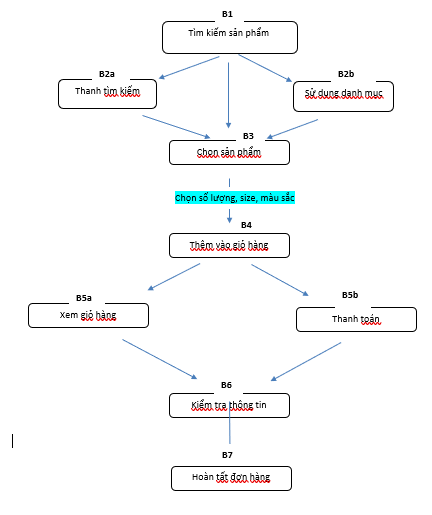 B1
Tìm kiếm sản phẩm
B2a
Thanh tìm kiếm
B2b
Sử dụng danh mục
B3
Chọn sản phẩm
Chọn số lượng, size, màu sắc
B4
Thêm vào giỏ hàng
B5a
Xem giỏ hàng
B5b
Thanh toán
B6
Kiểm tra thông tin
B7
Hoàn tất đơn hàng